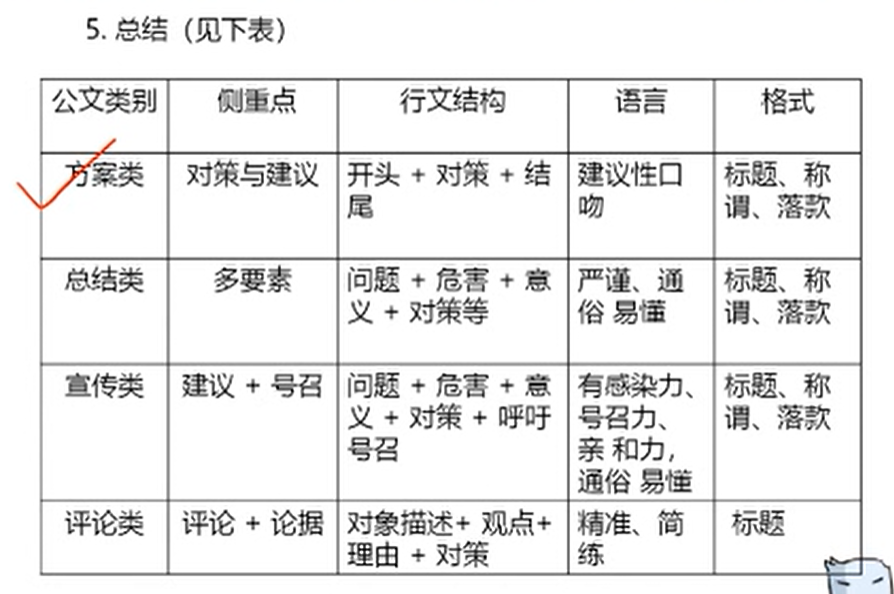 5. 总结（见下表）
公文类别 侧重点 行文结构 语言 格式
方案类 对策与建议 开头 + 对策 + 结 建议性口 标题、称
尾 吻 谓、落款
总结类 多要素 问题 + 危害 + 意 严谨、通 标题、称
义 + 对策等 俗 易懂 谓、落款
宣传类 建议 + 号召 问题 + 危害 + 意 有感染力、 标题、称
义 + 对策 + 呼吁 号召力、 谓、落款
号召 亲 和力，
通俗 易懂
评论类 评论 + 论据 对象描述+ 观点+ 精准、简 标题
理由 + 对策 练